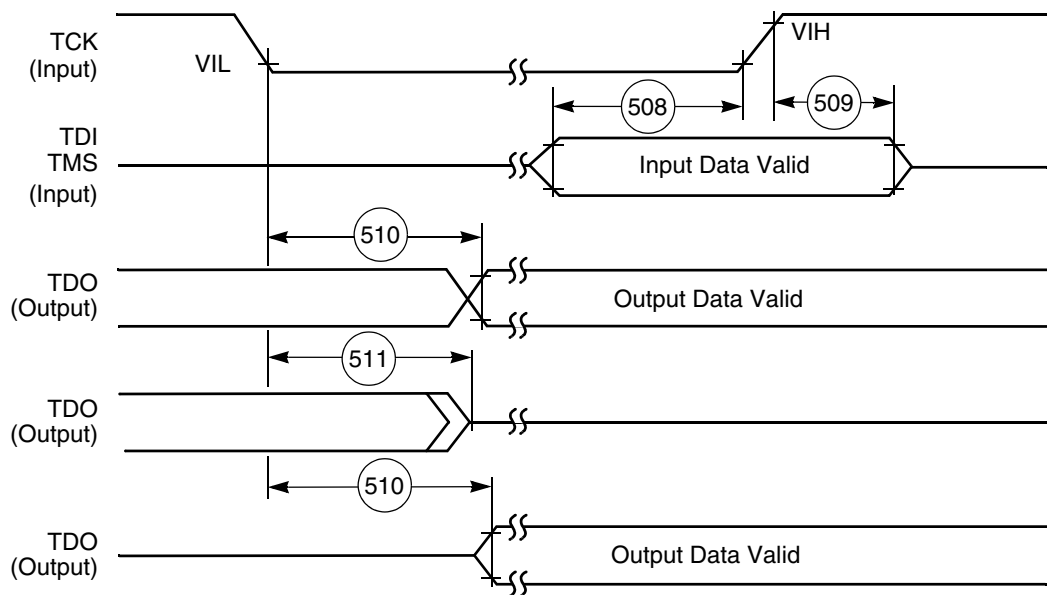 TCK
(Input)
VIL
VIH
508
509
TDI
TMS
(Input)
Input Data Valid
510
TDO
(Output)
Output Data Valid
511
TDO
(Output)
510
TDO
(Output)
Output Data Valid